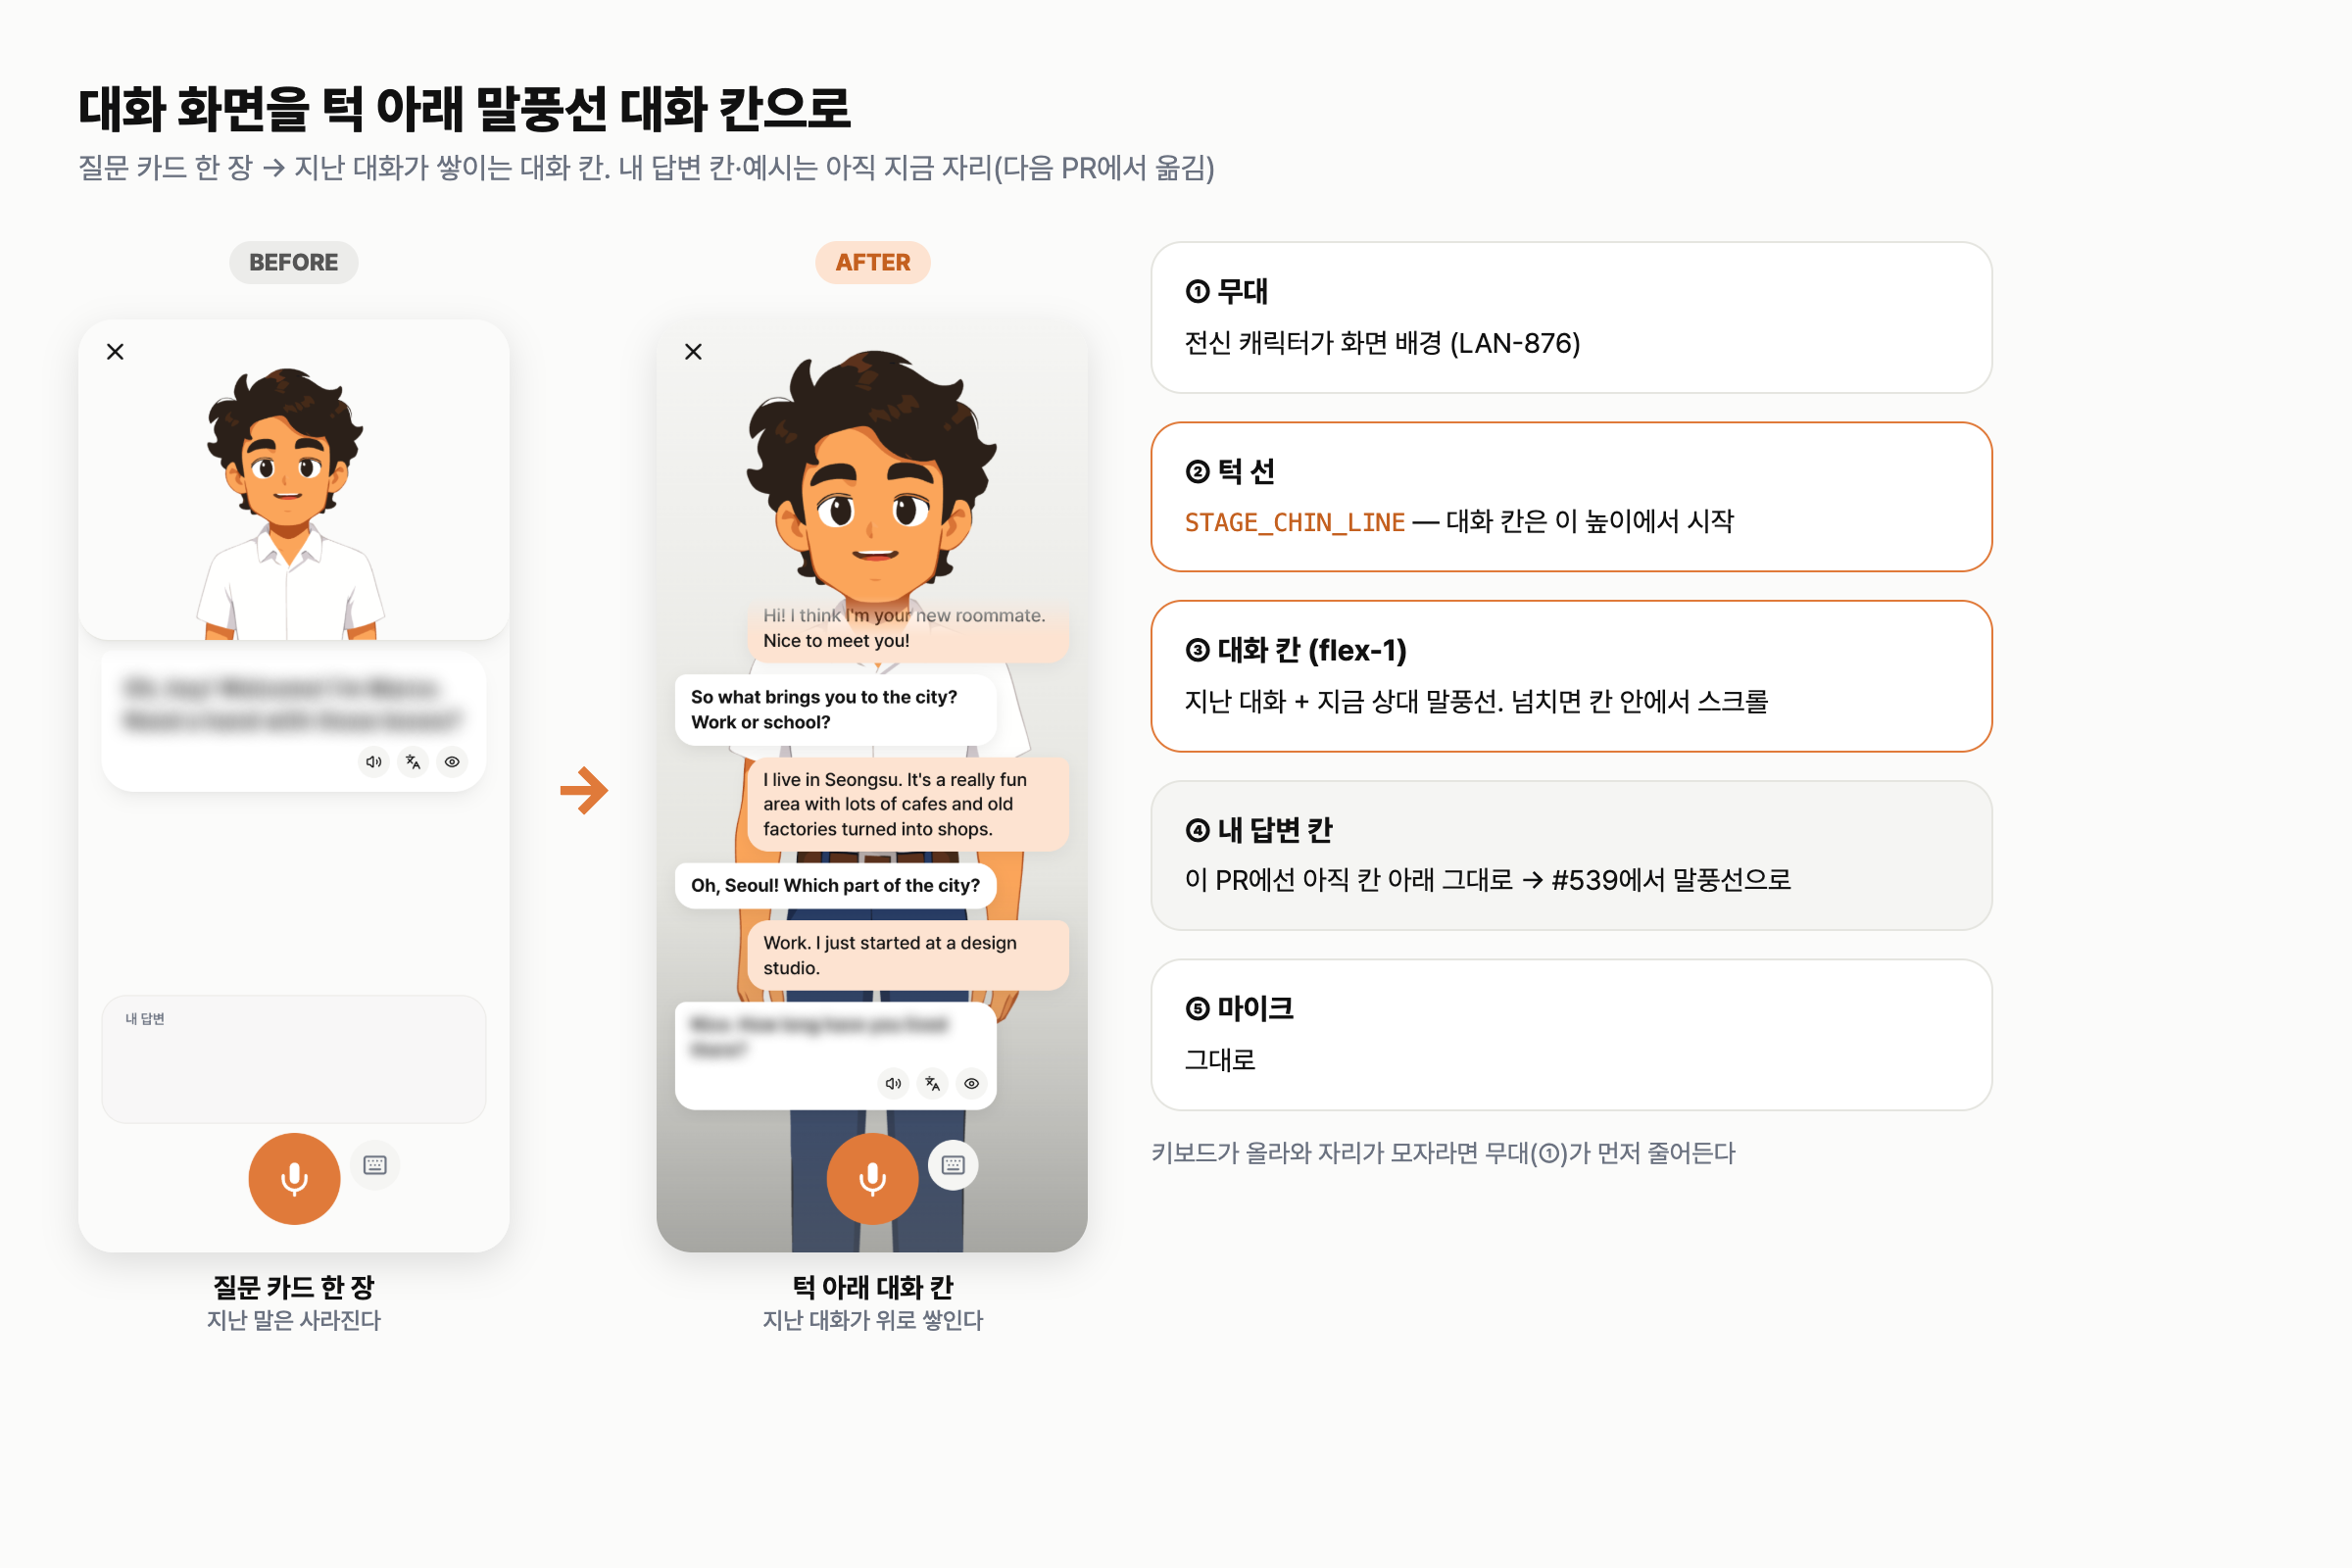 대화 화면을 턱 아래 말풍선 대화 칸으로
질문 카드 한 장 → 지난 대화가 쌓이는 대화 칸. 내 답변 칸·예시는 아직 지금 자리(다음 PR에서 옮김)
BEFORE
내 답변
질문 카드 한 장
지난 말은 사라진다
AFTER
Hi! I think I'm your new roommate.
Nice to meet you!
So what brings you to the city?
Work or school?
I live in Seongsu. It's a really fun
area with lots of cafes and old
factories turned into shops.
Oh, Seoul! Which part of the city?
Work. I just started at a design
studio.
턱 아래 대화 칸
지난 대화가 위로 쌓인다
① 무대
전신 캐릭터가 화면 배경 (LAN-876)
② 턱 선
STAGE_CHIN_LINE — 대화 칸은 이 높이에서 시작
③ 대화 칸 (flex-1)
지난 대화 + 지금 상대 말풍선. 넘치면 칸 안에서 스크롤
④ 내 답변 칸
이 PR에선 아직 칸 아래 그대로 → #539에서 말풍선으로
⑤ 마이크
그대로
키보드가 올라와 자리가 모자라면 무대(①)가 먼저 줄어든다